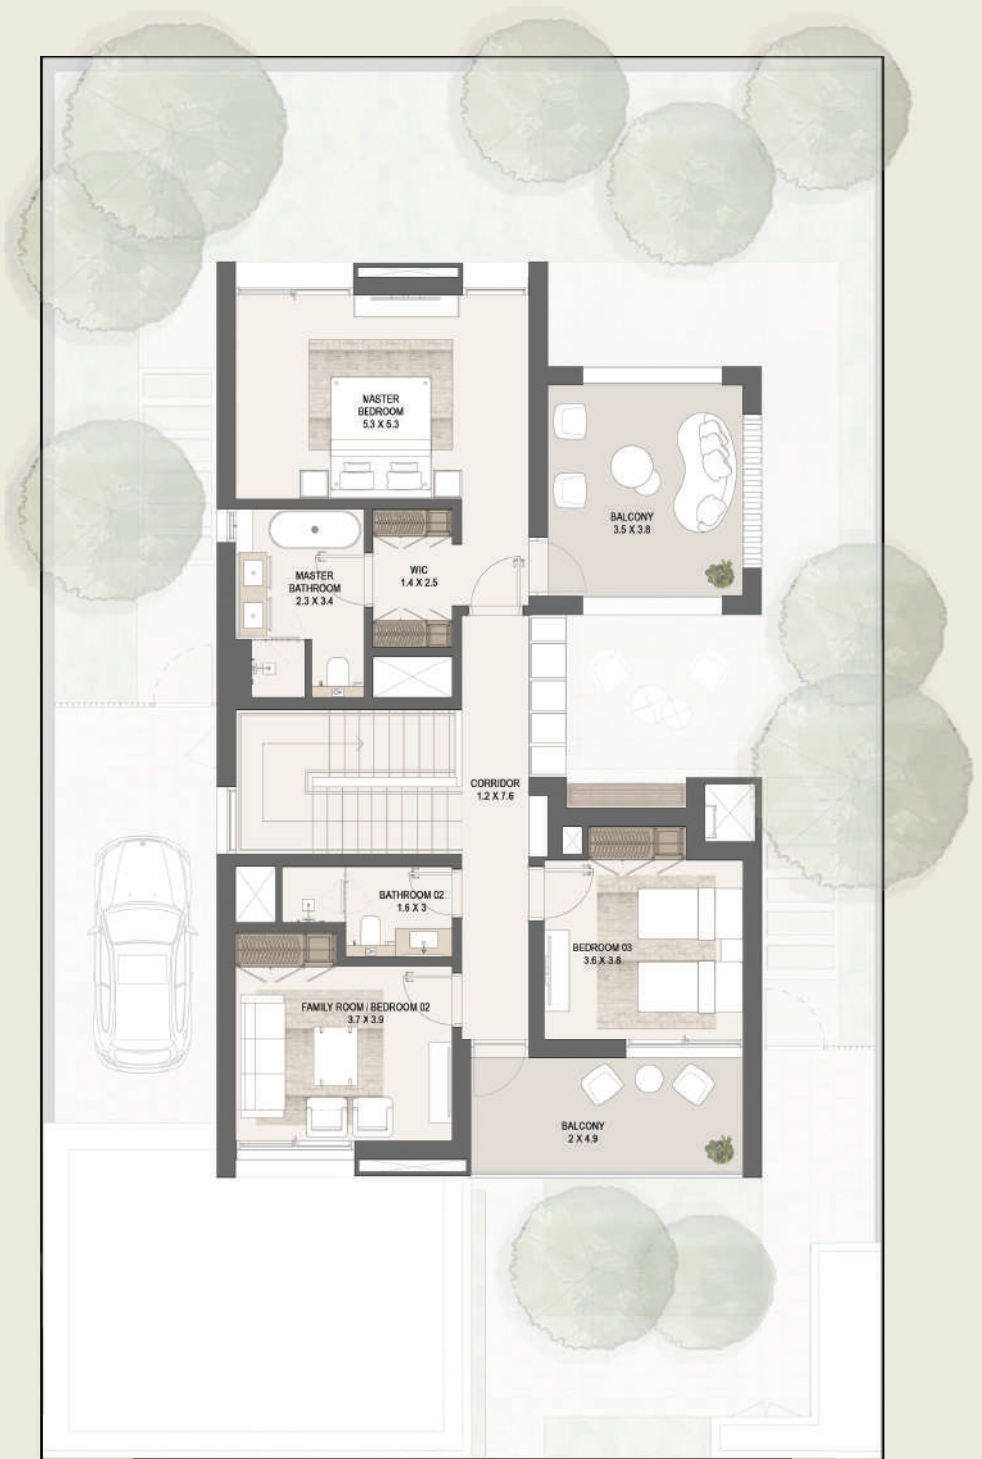 MASTER
BEDROOM
5.3 X 5.3
BALCONY
3.5 X 3.8
WIC
1.4 X 2.5
MASTER
BATHROOM
2.3 X 3.4
CORRIDOR
1.2 X 7.6
BATHROOM 02
1.6 X 3
BEDROOM 03
3.6 X 3.8
FAMILY ROOM / BEDROOM 02
3.7 X 3.9
BALCONY
2 X 4.9